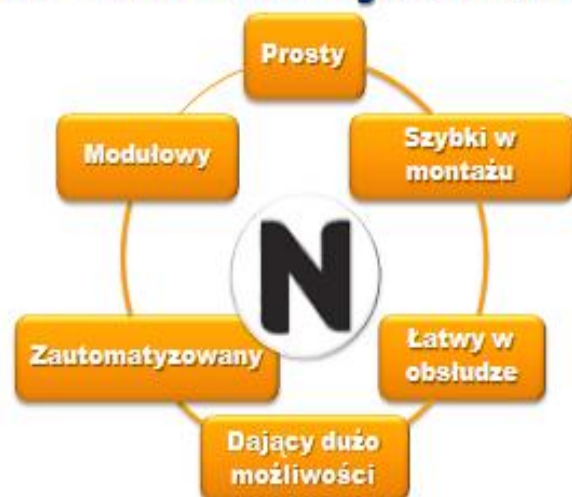 Prosty
Szybki w
montażu
Łatwy w
obsłudze
Dający dużo
możliwości
Zautomatyzowany
Modułowy
N